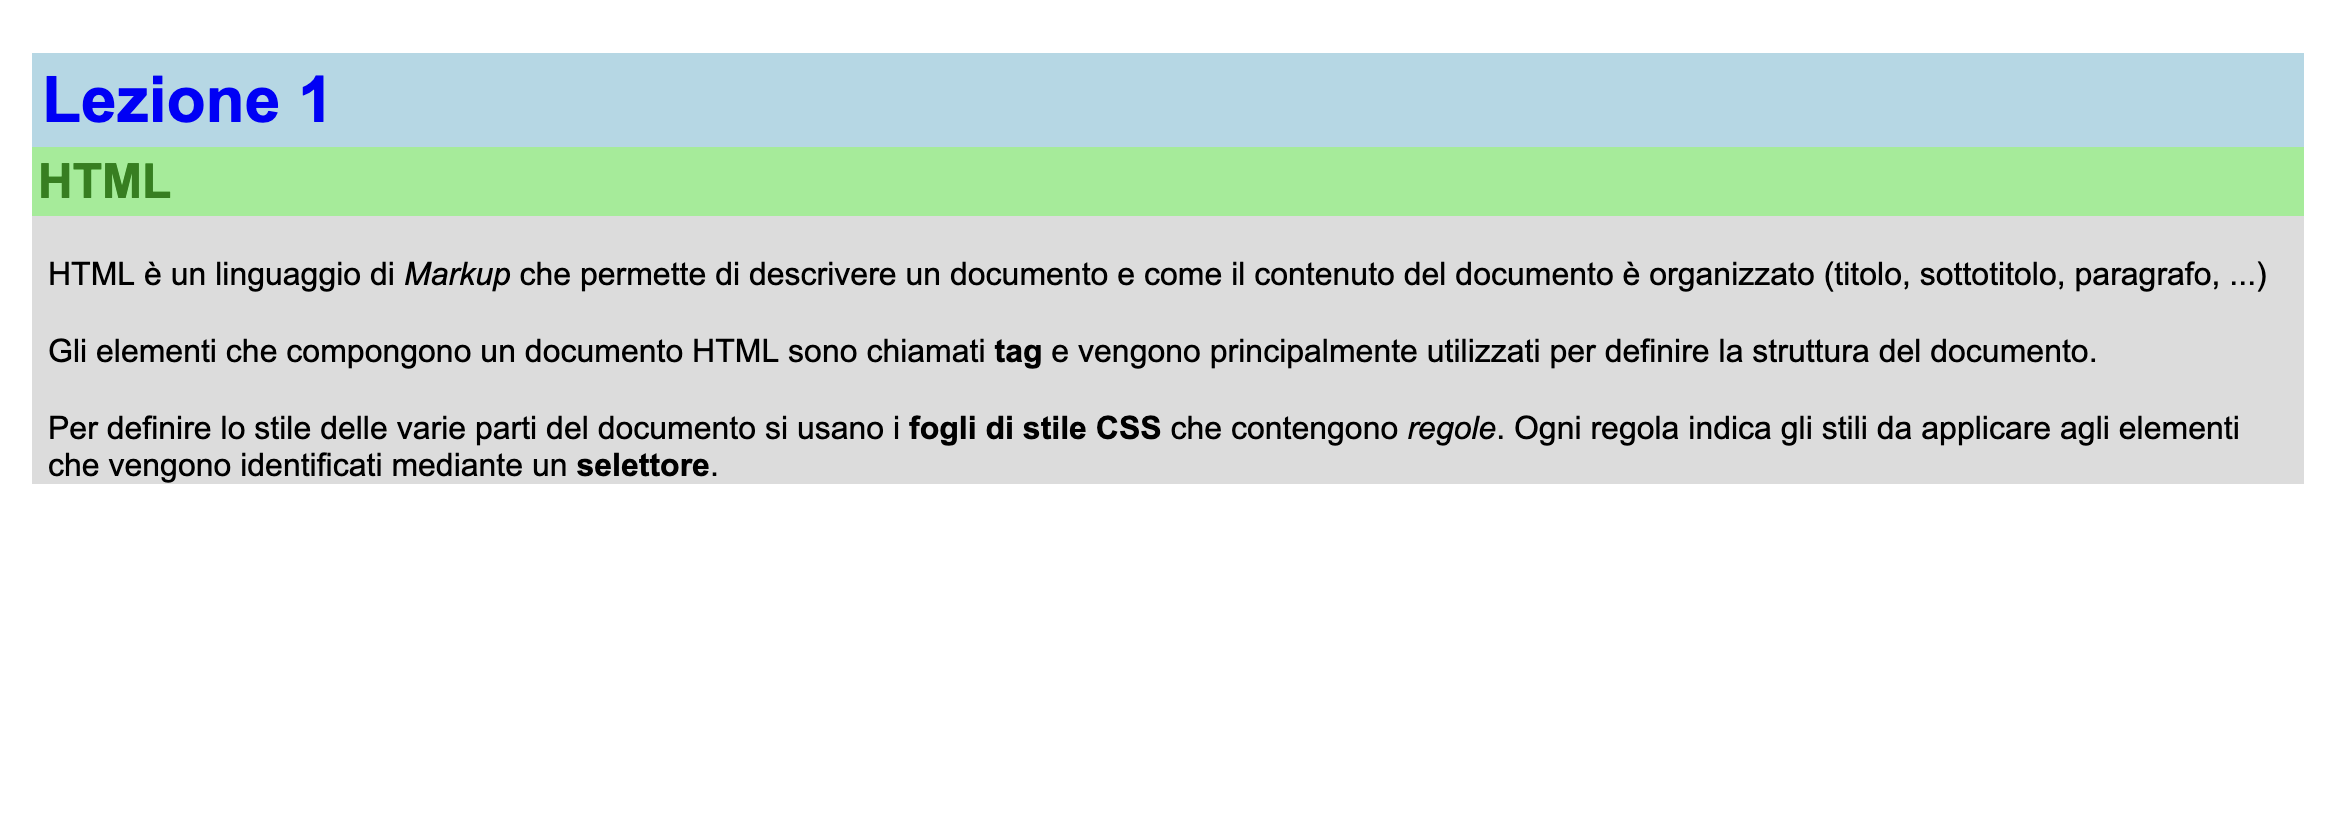 Lezione 1
HTML
HTML è un linguaggio di Markup che permette di descrivere un documento e come il contenuto del documento è organizzato (titolo, sottotitolo, paragrafo, ...)
Gli elementi che compongono un documento HTML sono chiamati tag e vengono principalmente utilizzati per definire la struttura del documento.
Per definire lo stile delle varie parti del documento si usano i fogli di stile CSS che contengono regole. Ogni regola indica gli stili da applicare agli elementi
che vengono identificati mediante un selettore.